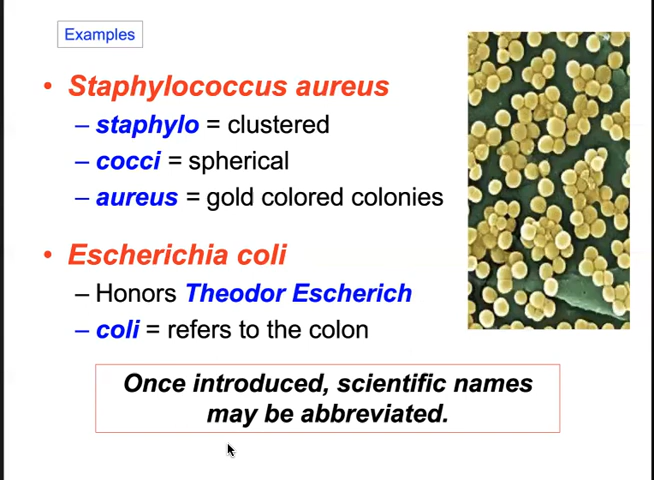 Examples
• Staphylococcus aureus
– staphylo = clustered
– cocci = spherical
– aureus = gold colored colonies
• Escherichia coli
– Honors Theodor Escherich
– coli = refers to the colon
Once introduced, scientific names
may be abbreviated.